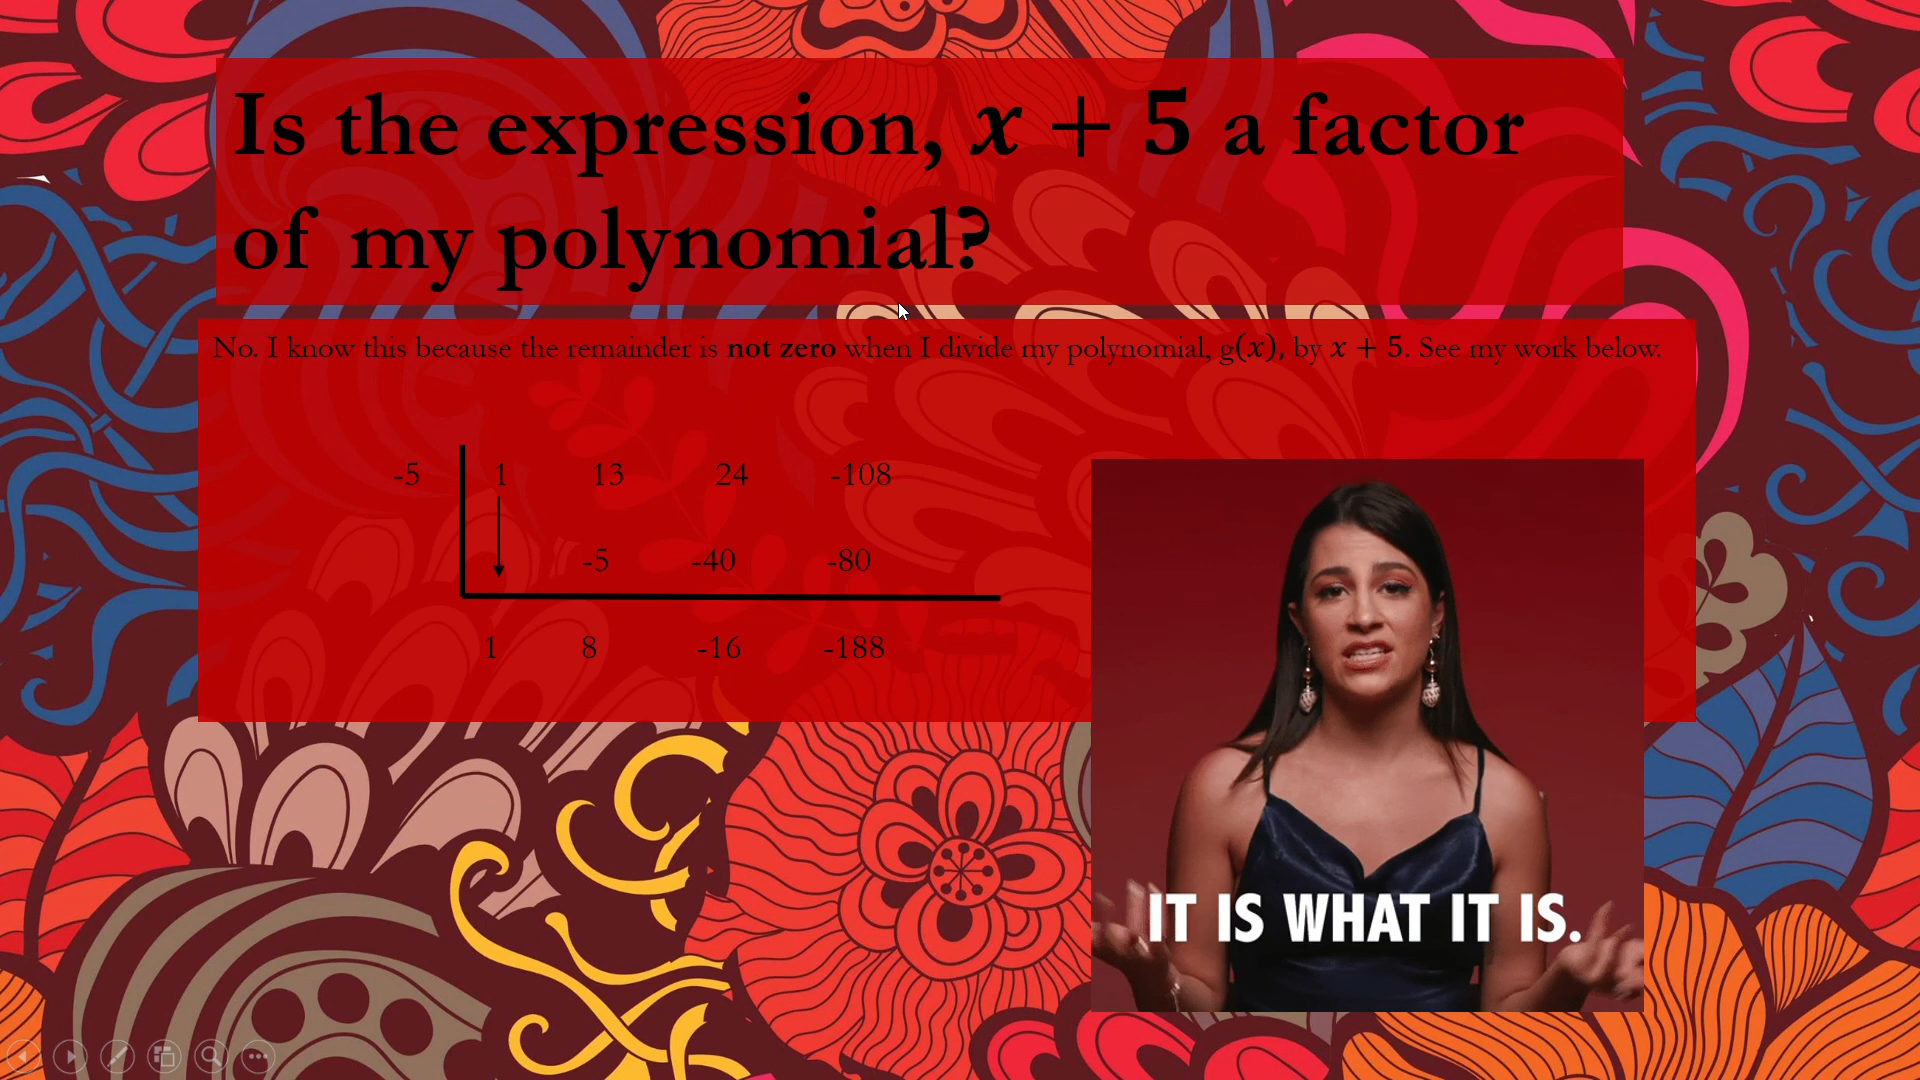 Is the expression, x + 5 a factor
of my polynomial?
No. I know this because the remainder is not zero when I divide my polynomial, g(x), by x + 5. See my work below.
-5 1 13 24 -108
-5 -40 -80
1 8 -16 -188
IT IS WHAT IT IS.